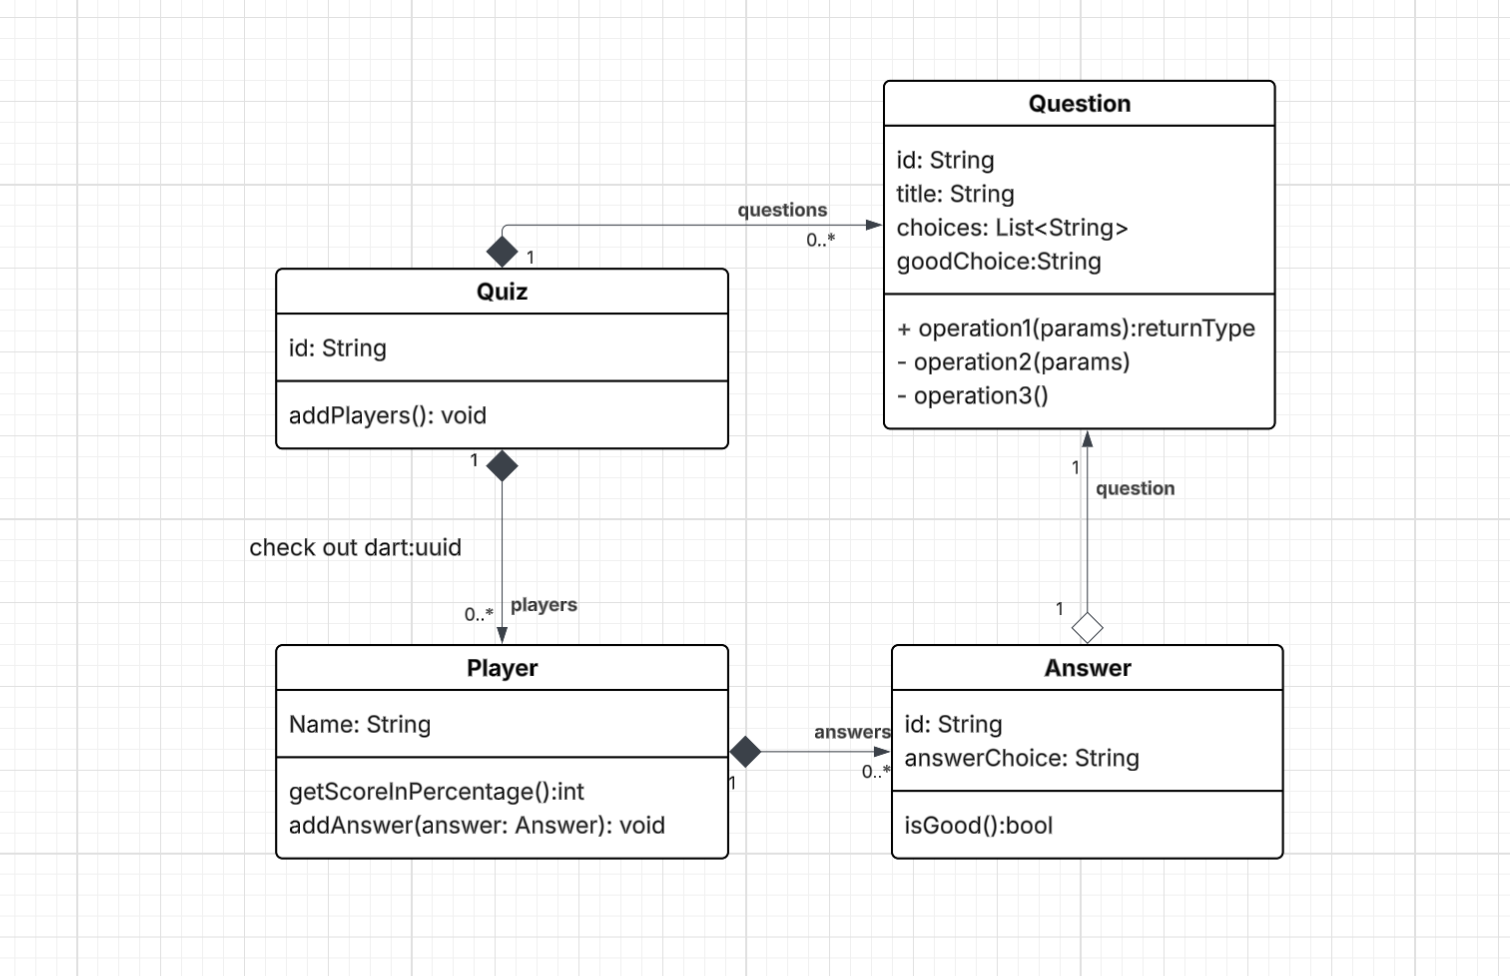 Question
id: String
title: String
choices: List<String>
goodChoice:String
+ operation1(params):returnType
- operation2(params)
- operation3()
questions
0..*
1
Quiz
id: String
addPlayers(): void
1
check out dart:uuid
0..*
players
1
question
1
Player
Name: String
getScoreInPercentage():int
addAnswer(answer: Answer): void
answers
1
0..*
Answer
id: String
answerChoice: String
isGood():bool